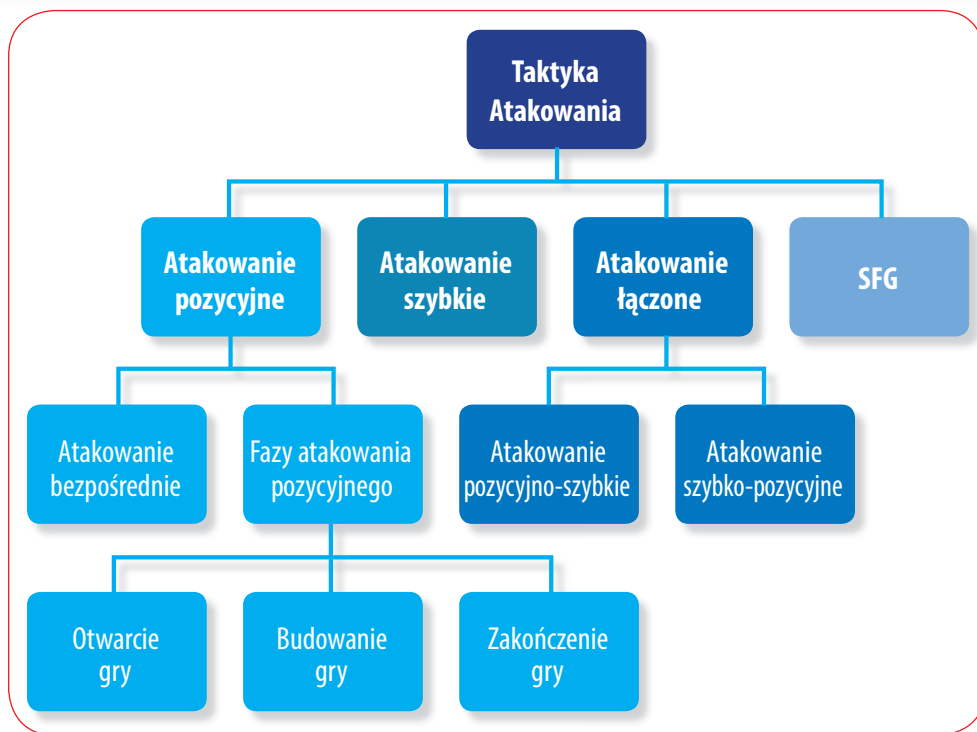 Taktyka
Atakowania
Atakowanie
pozycyjne
Atakowanie
szybkie
Atakowanie
łączone
SFG
Atakowanie
bezpośrednie
Fazy atakowania
pozycyjnego
Atakowanie
pozycyjno-szybkie
Atakowanie
szybko-pozycyjne
Otwarcie
gry
Budowanie
gry
Zakończenie
gry